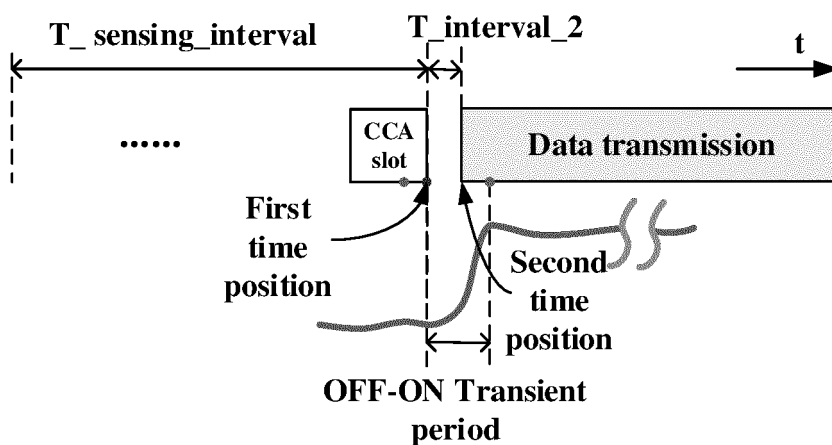 T_ sensing_interval
T_interval_2
t
......
CCA
slot
Data transmission
First
time
position
Second
time
position
OFF-ON Transient
period